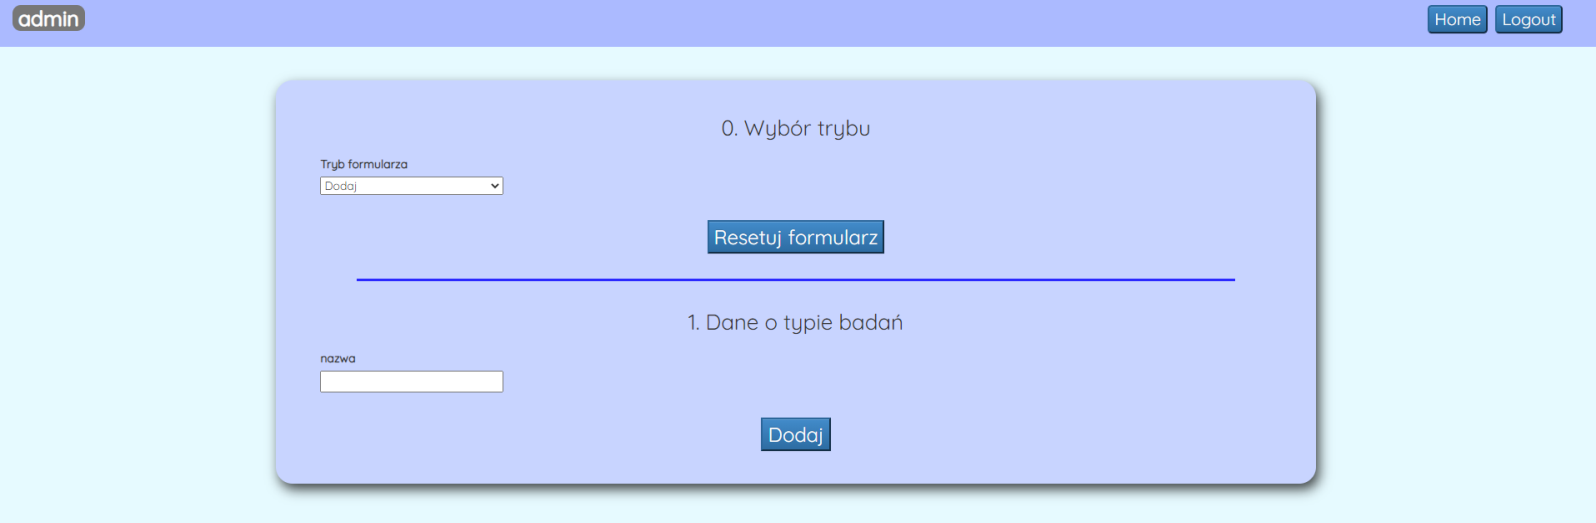 admin
Home
Logout
0. Wybór trybu
Tryb formularza
Dodaj
Resetuj formularz
1. Dane o typie badań
nazwa
Dodaj